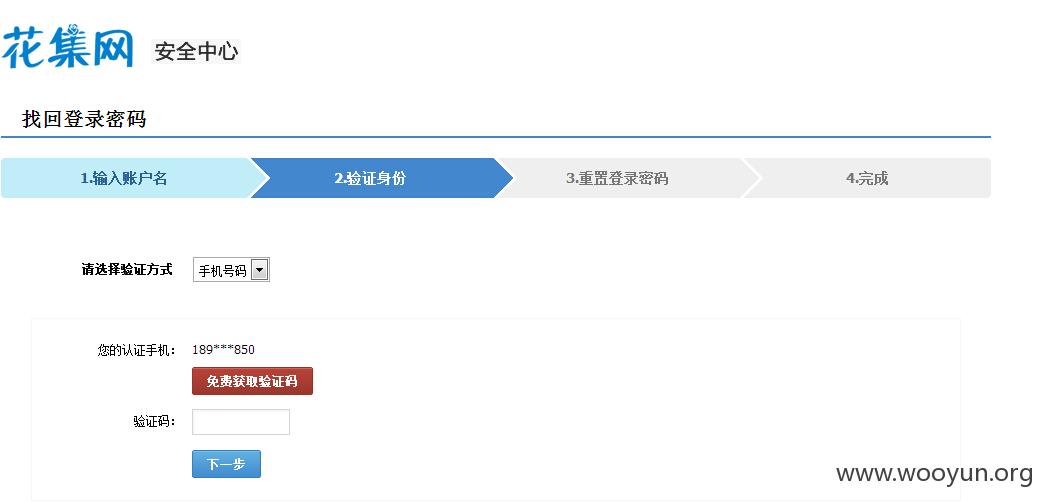 花集网 安全中心
找回登录密码
1.输入账户名 2.验证身份 3.重置登录密码 4.完成
请选择验证方式 手机号码
您的认证手机： 189***850
免费获取验证码
验证码：
下一步
www.wooyun.org